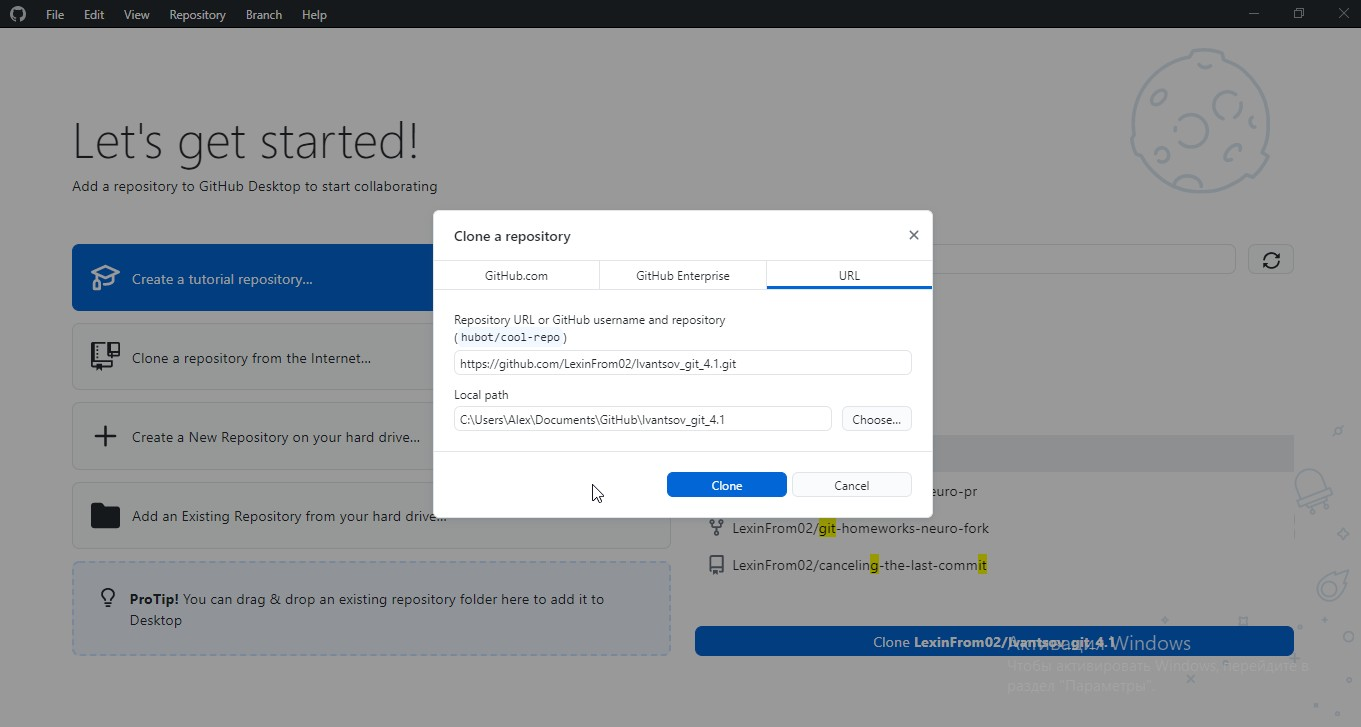 File Edit View Repository Branch Help
Let's get started!
Add a repository to GitHub Desktop to start collaborating
Create a tutorial repository...
Clone a repository from the Internet...
Create a New Repository on your hard drive...
Add an Existing Repository from your hard drive...
ProTip! You can drag & drop an existing repository folder here to add it to
Desktop
Clone a repository
GitHub.com GitHub Enterprise URL
Repository URL or GitHub username and repository
(hubot/cool-repo)
https://github.com/LexinFrom02/Ivantsov_git_4.1.git
Local path
C:\Users\Alex\Documents\GitHub\Ivantsov_git_4.1 Choose...
Clone Cancel
euro-pr
LexinFrom02/git-homeworks-neuro-fork
LexinFrom02/canceling-the-last-commit
Clone LexinFrom02/Ivantsov_git_4.1
Активация Windows
Чтобы активировать Windows, перейдите в
раздел "Параметры".